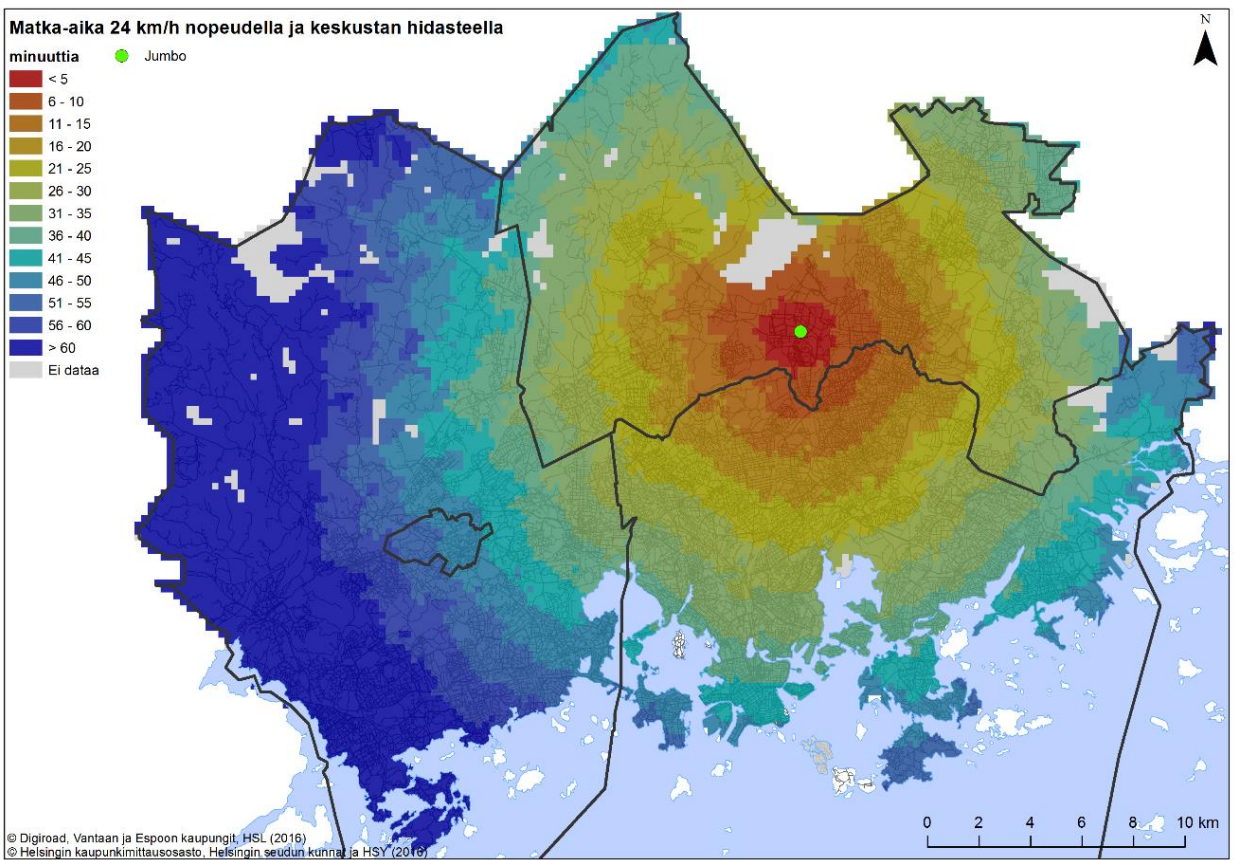 Matka-aika 24 km/h nopeudella ja keskustan hidasteella
minuuttia
Jumbo
< 5
6 - 10
11 - 15
16 - 20
21 - 25
26 - 30
31 - 35
36 - 40
41 - 45
46 - 50
51 - 55
56 - 60
> 60
Ei dataa
N
0 2 4 6 8 10 km
© Digiroad, Vantaan ja Espoon kaupungit, HSL (2016)
© Helsingin kaupunkimittausosasto, Helsingin seudun kunnat ja HSY (2016)